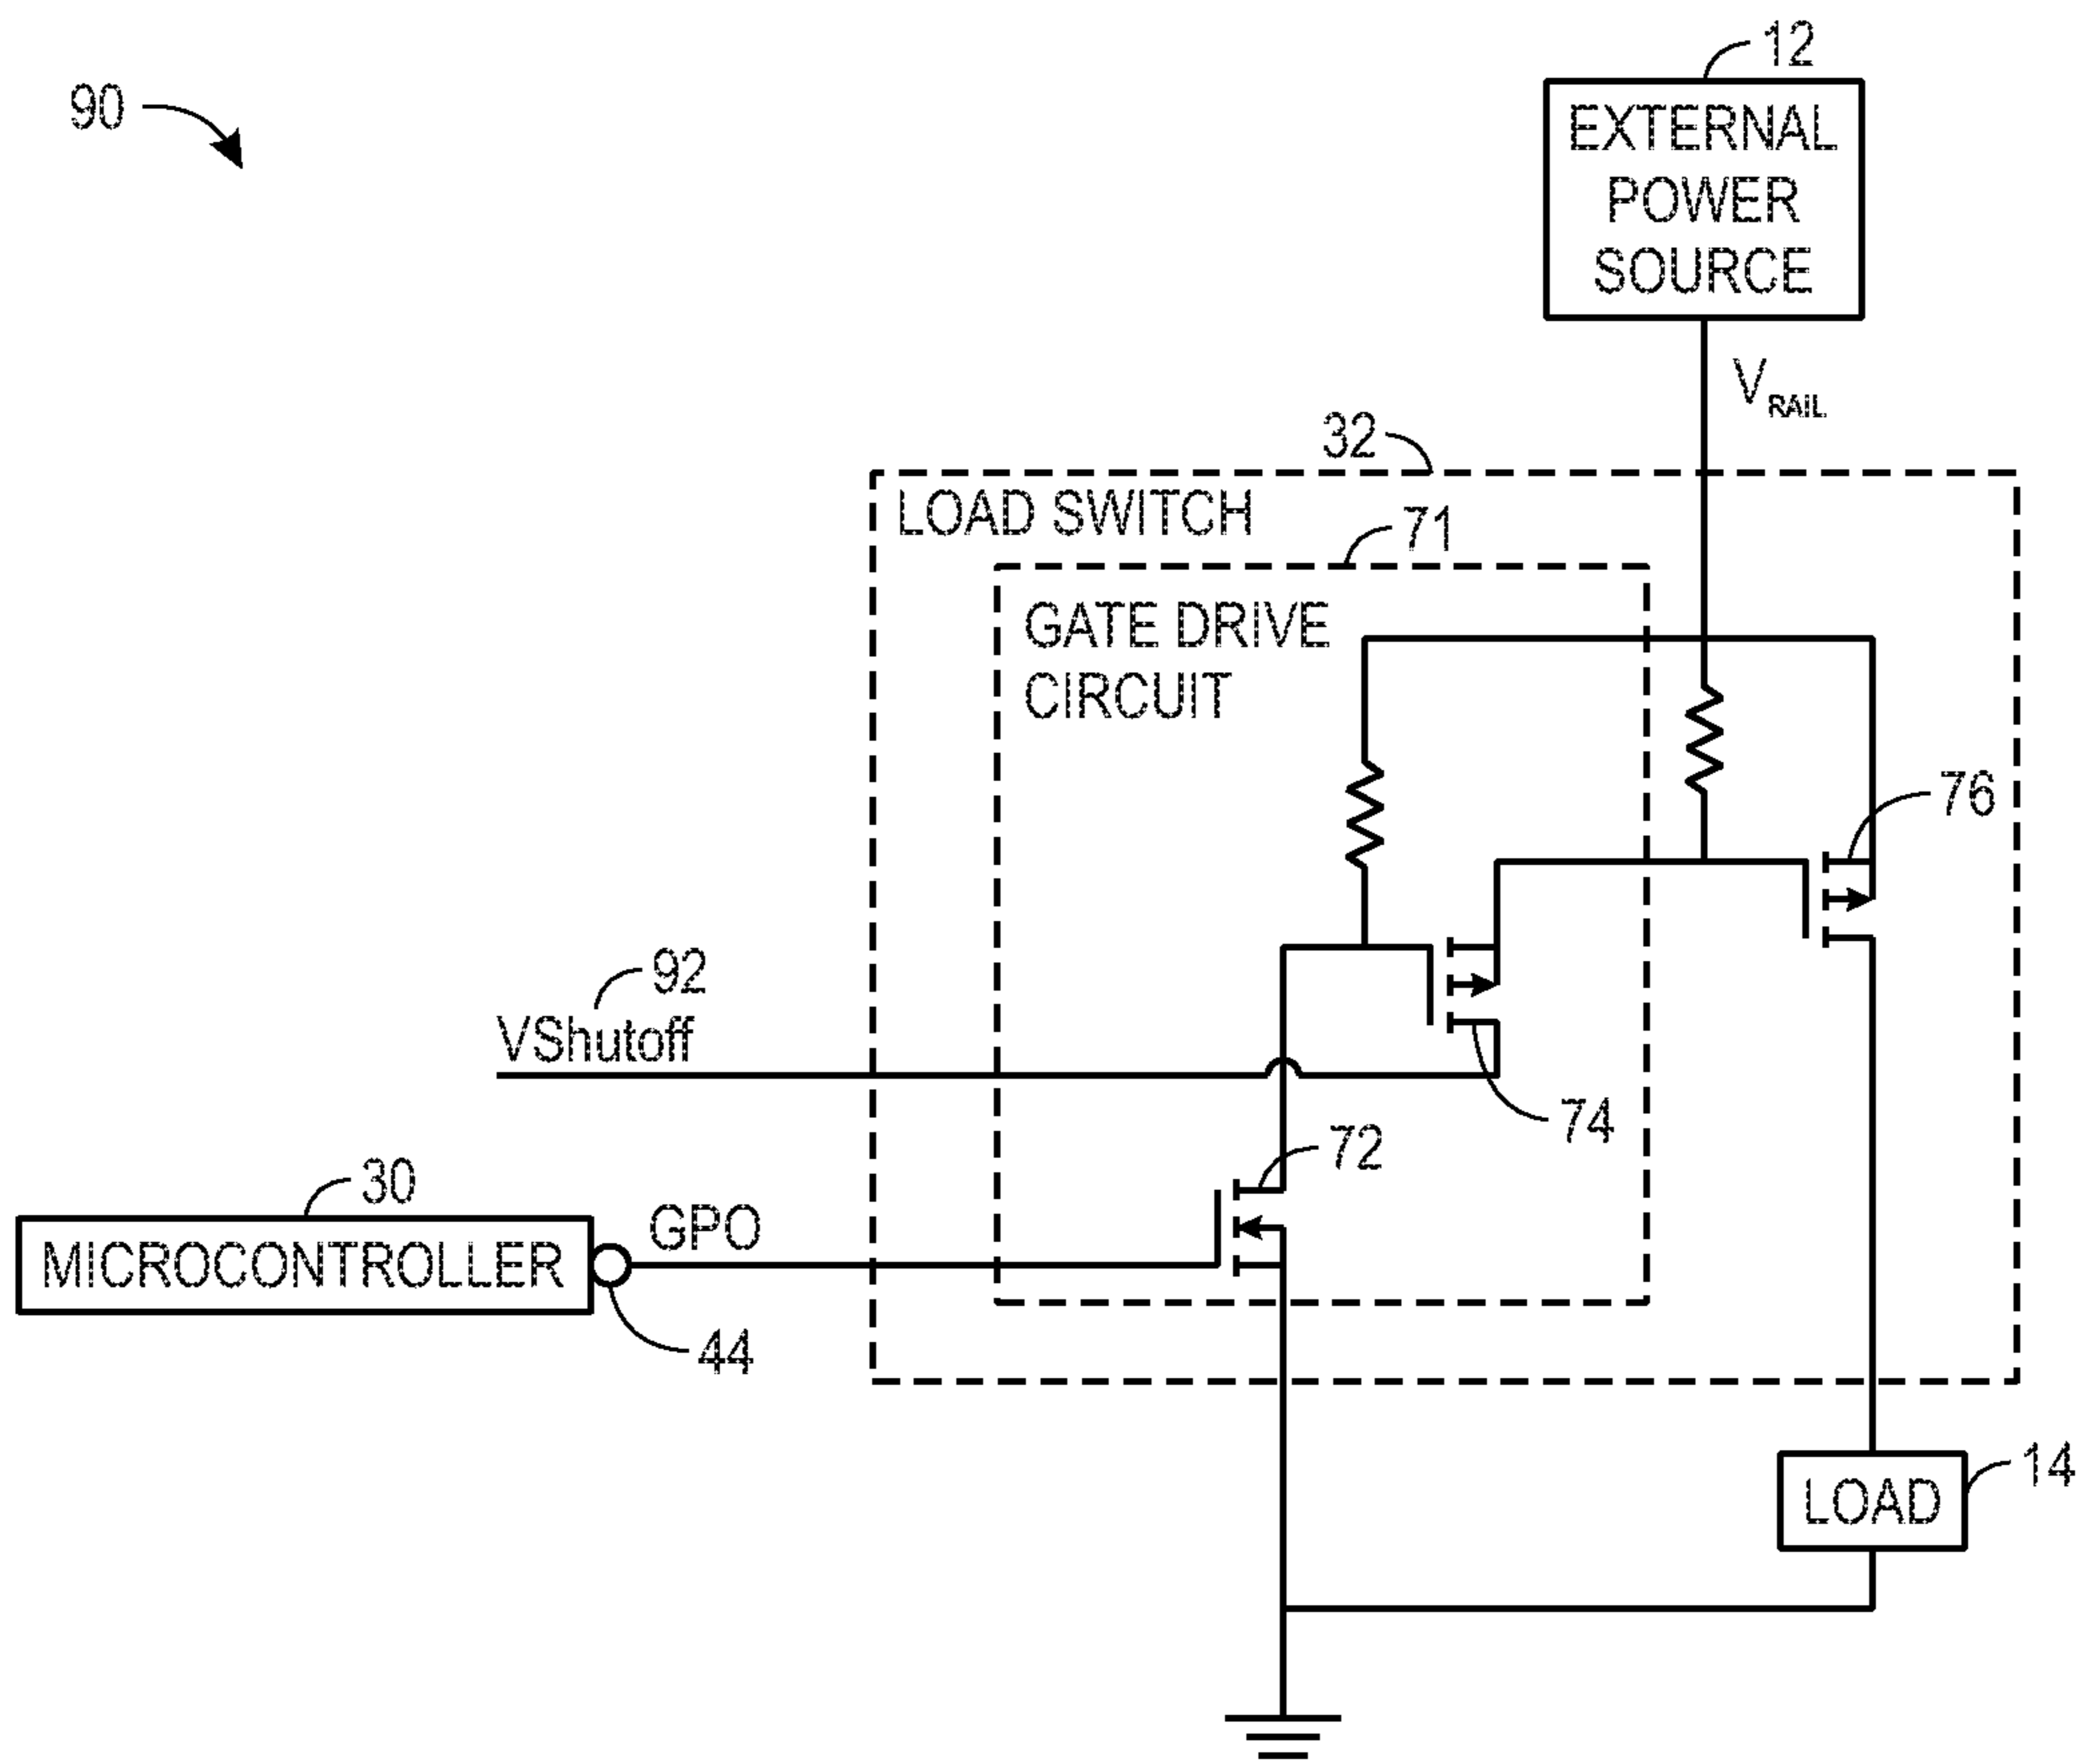 12
90
EXTERNAL
POWER
SOURCE
V_RAIL
32
LOAD SWITCH
71
GATE DRIVE
CIRCUIT
76
92
VShutoff
74
72
30
MICROCONTROLLER
GPO
44
14
LOAD